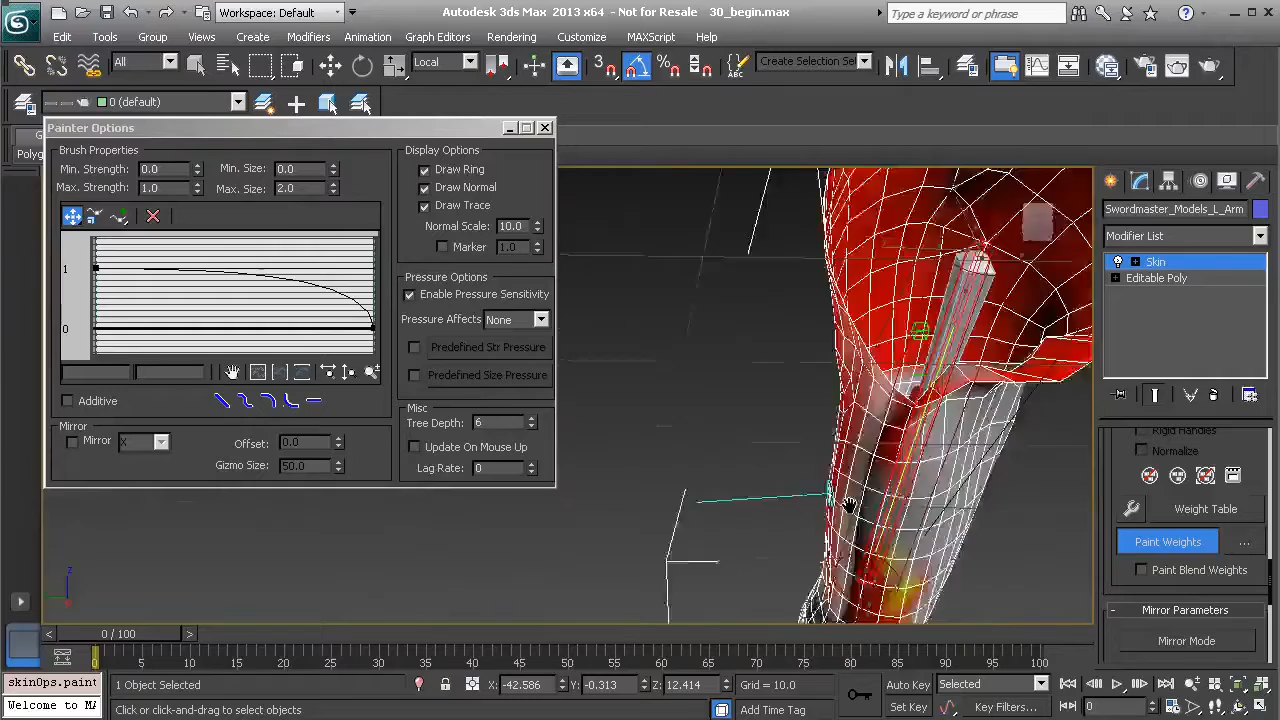 Workspace: Default
Autodesk 3ds Max 2013 x64 - Not for Resale 30_begin.max
Type a keyword or phrase
Edit Tools Group Views Create Modifiers Animation Graph Editors Rendering Customize MAXScript Help
All
Local
3
Create Selection Se
0 (default)
Painter Options
Polyg
Brush Properties
Min. Strength: 0.0 Min. Size: 0.0
Max. Strength: 1.0 Max. Size: 2.0
1
0
Additive
Mirror
Mirror X Offset: 0.0
Gizmo Size: 50.0
Display Options
Draw Ring
Draw Normal
Draw Trace
Normal Scale: 10.0
Marker 1.0
Pressure Options
Enable Pressure Sensitivity
Pressure Affects None
Predefined Str Pressure
Predefined Size Pressure
Misc
Tree Depth: 6
Update On Mouse Up
Lag Rate: 0
Swordmaster_Models_L_Arm
Modifier List
Skin
Editable Poly
Rigid Handles
Normalize
Weight Table
Paint Weights ...
Paint Blend Weights
Mirror Parameters
Mirror Mode
z
0 / 100
0 5 10 15 20 25 30 35 40 45 50 55 60 65 70 75 80 85 90 95 100
skinOps.paint
Welcome to MA
1 Object Selected
X: -42.586 Y: -0.313 Z: 12.414 Grid = 10.0
Click or click-and-drag to select objects
Add Time Tag
Auto Key Selected
Set Key Key Filters...
0